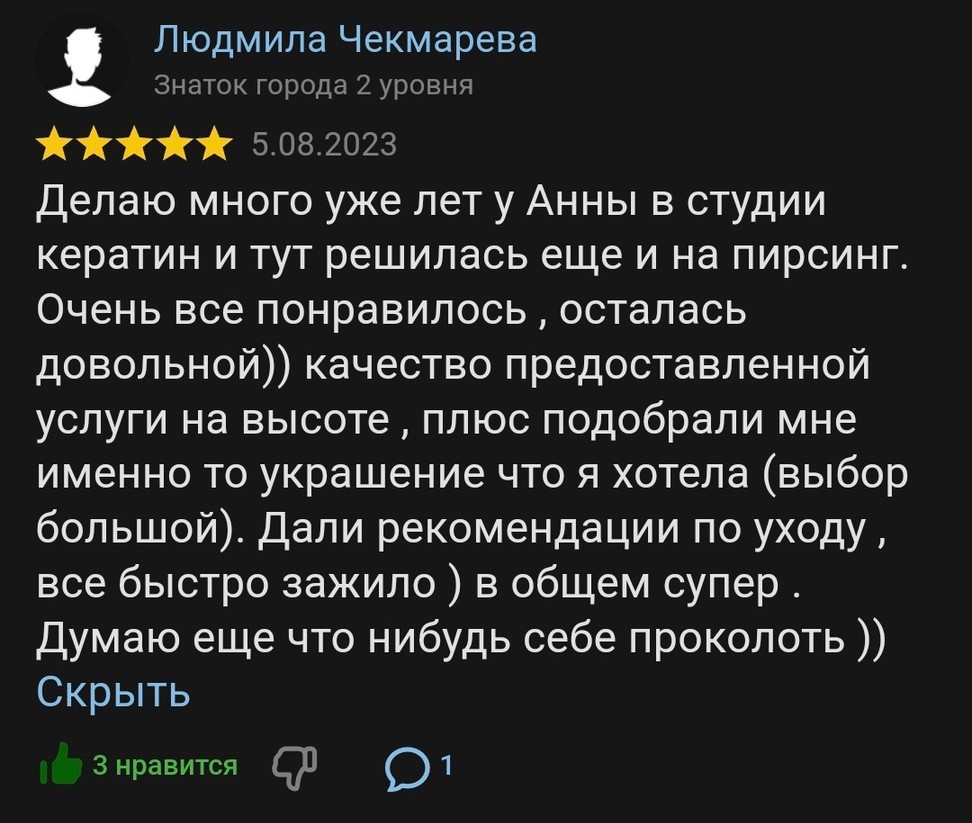 Людмила Чекмарева
Знаток города 2 уровня
5.08.2023
Делаю много уже лет у Анны в студии
кератин и тут решилась еще и на пирсинг.
Очень все понравилось , осталась
довольной)) качество предоставленной
услуги на высоте , плюс подобрали мне
именно то украшение что я хотела (выбор
большой). Дали рекомендации по уходу ,
все быстро зажило ) в общем супер .
Думаю еще что нибудь себе проколоть ))
Скрыть
3 нравится 1